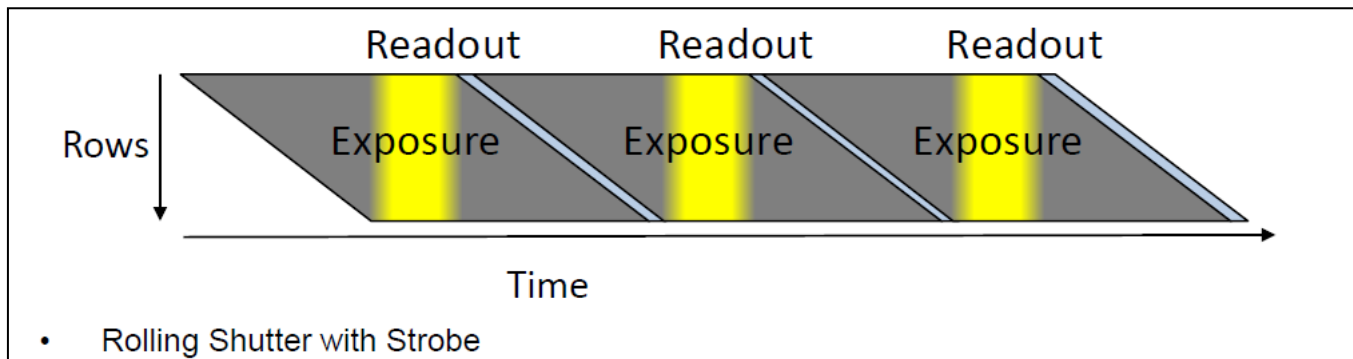 Readout Readout Readout
Rows
Exposure Exposure Exposure
Time
• Rolling Shutter with Strobe